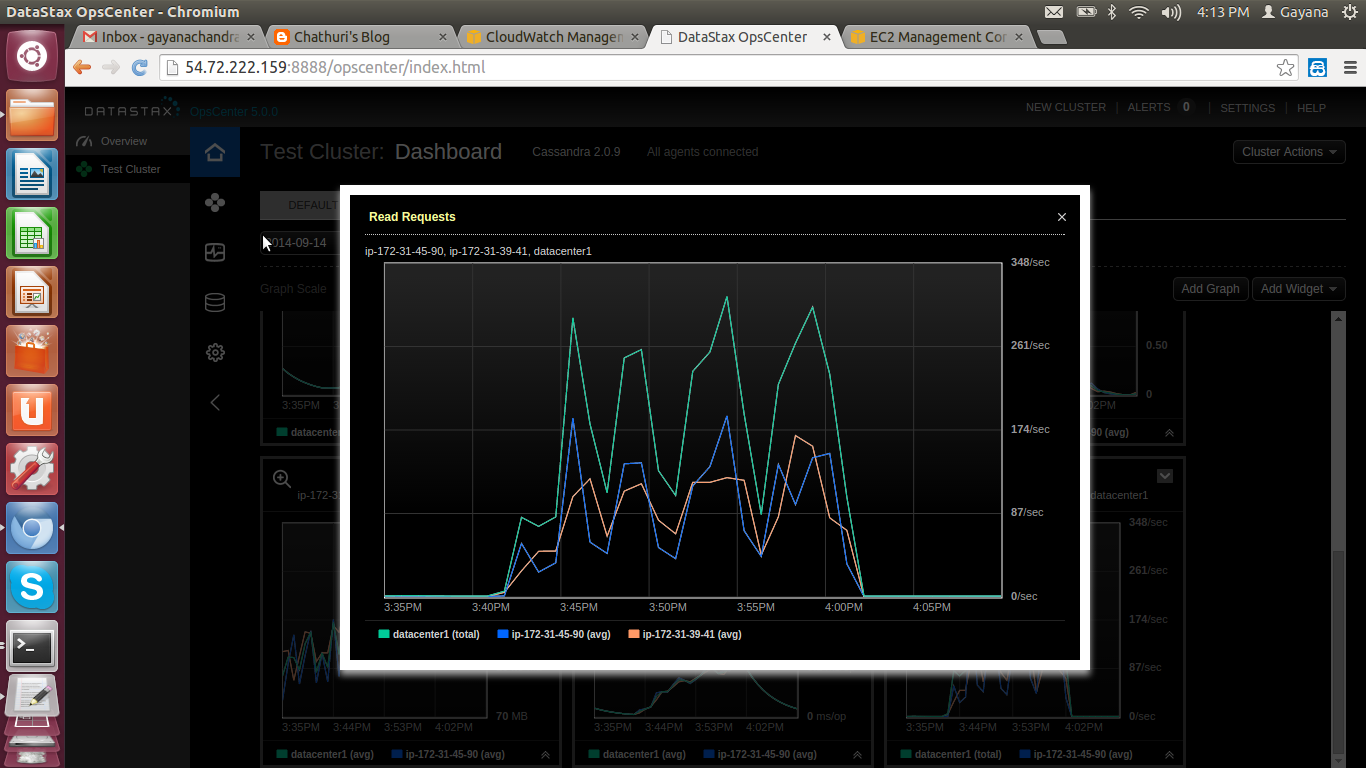 DataStax OpsCenter - Chromium
4:13 PM Gayana
Inbox - gayanachandra
Chathuri's Blog
CloudWatch Managem
DataStax OpsCenter
EC2 Management Con
54.72.222.159:8888/opscenter/index.html
DATASTAX OpsCenter 5.0.0
NEW CLUSTER | ALERTS 0 | SETTINGS | HELP
Overview
Test Cluster
Test Cluster: Dashboard Cassandra 2.0.9 All agents connected
Cluster Actions
DEFAULT
2014-09-14
Graph Scale
Add Graph Add Widget
Read Requests
ip-172-31-45-90, ip-172-31-39-41, datacenter1
348/sec
261/sec
174/sec
87/sec
0/sec
3:35PM 3:40PM 3:45PM 3:50PM 3:55PM 4:00PM 4:05PM
datacenter1 (total) ip-172-31-45-90 (avg) ip-172-31-39-41 (avg)
0.50
0
3:35PM
02PM
datacenter
90 (avg)
ip-172-3
datacenter1
348/sec
261/sec
174/sec
87/sec
0/sec
70 MB
0 ms/op
3:35PM 3:44PM 3:53PM 4:02PM
3:35PM 3:44PM 3:53PM 4:02PM
3:35PM 3:44PM 3:53PM 4:02PM
datacenter1 (avg) ip-172-31-45-90 (avg)
datacenter1 (avg) ip-172-31-45-90 (avg)
datacenter1 (total) ip-172-31-45-90 (avg)